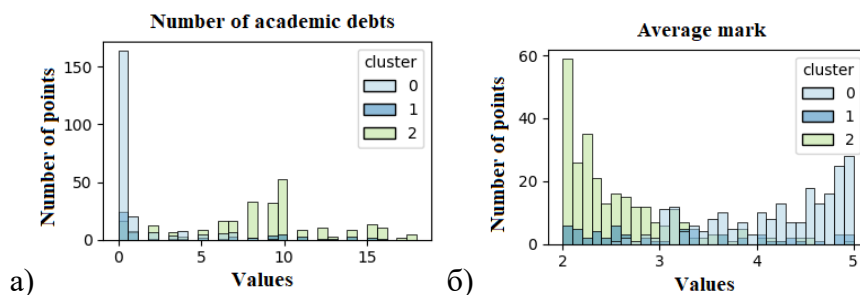 Number of academic debts
150
100
50
0
0
5
10
15
Number of points
Values
cluster
0
1
2
а)
Average mark
60
40
20
0
2
3
4
5
Number of points
Values
cluster
0
1
2
б)